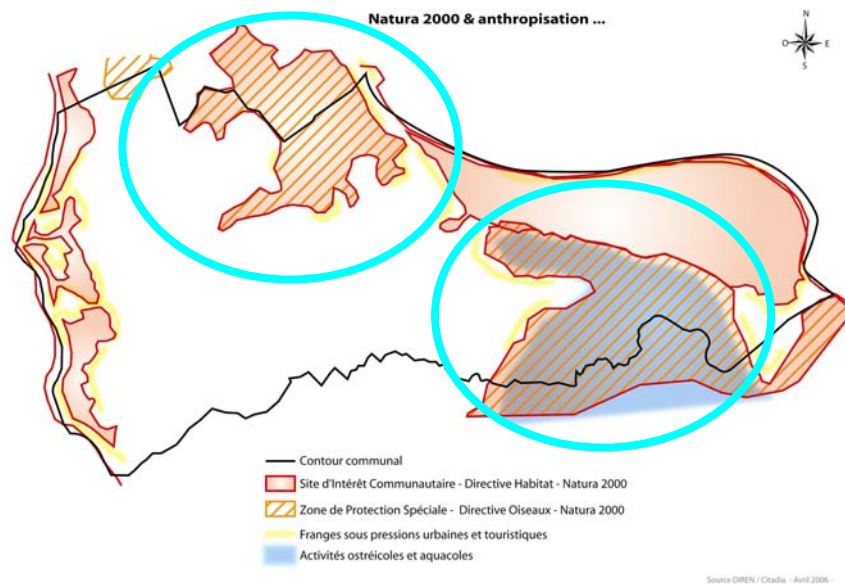 Natura 2000 & anthropisation ...
N
O E
S
Contour communal
Site d'Intérêt Communautaire - Directive Habitat - Natura 2000
Zone de Protection Spéciale - Directive Oiseaux - Natura 2000
Franges sous pressions urbaines et touristiques
Activités ostréicoles et aquacoles
Source DIREN / Citadia - Avril 2006 -